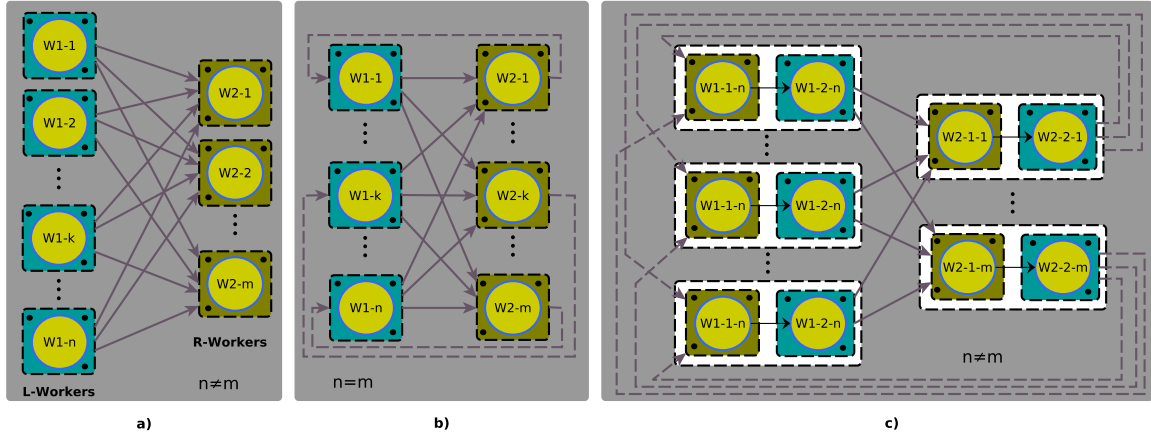 W1-1
W1-2
W1-k
W1-n
L-Workers
W2-1
W2-2
W2-m
R-Workers
n≠m
a)
W1-1
W1-k
W1-n
W2-1
W2-k
W2-m
n=m
b)
W1-1-n
W1-2-n
W1-1-n
W1-2-n
W1-1-n
W1-2-n
W2-1-1
W2-2-1
W2-1-m
W2-2-m
n≠m
c)